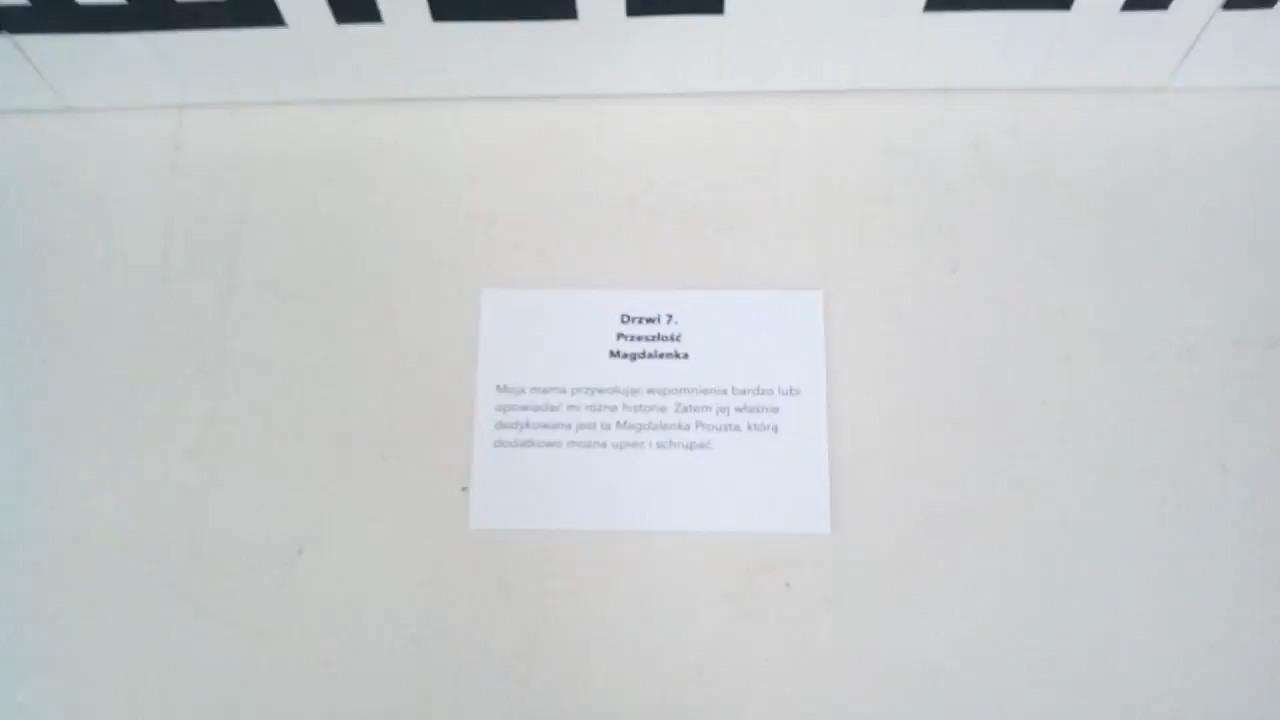 Drzwi 7.
Przeszłość
Magdalenka
Moja mama przywołując wspomnienia bardzo lubi
opowiadać mi różne historie. Zatem jej właśnie
dedykowana jest ta Magdalenka Prousta, którą
dodatkowo można upiec i schrupać.